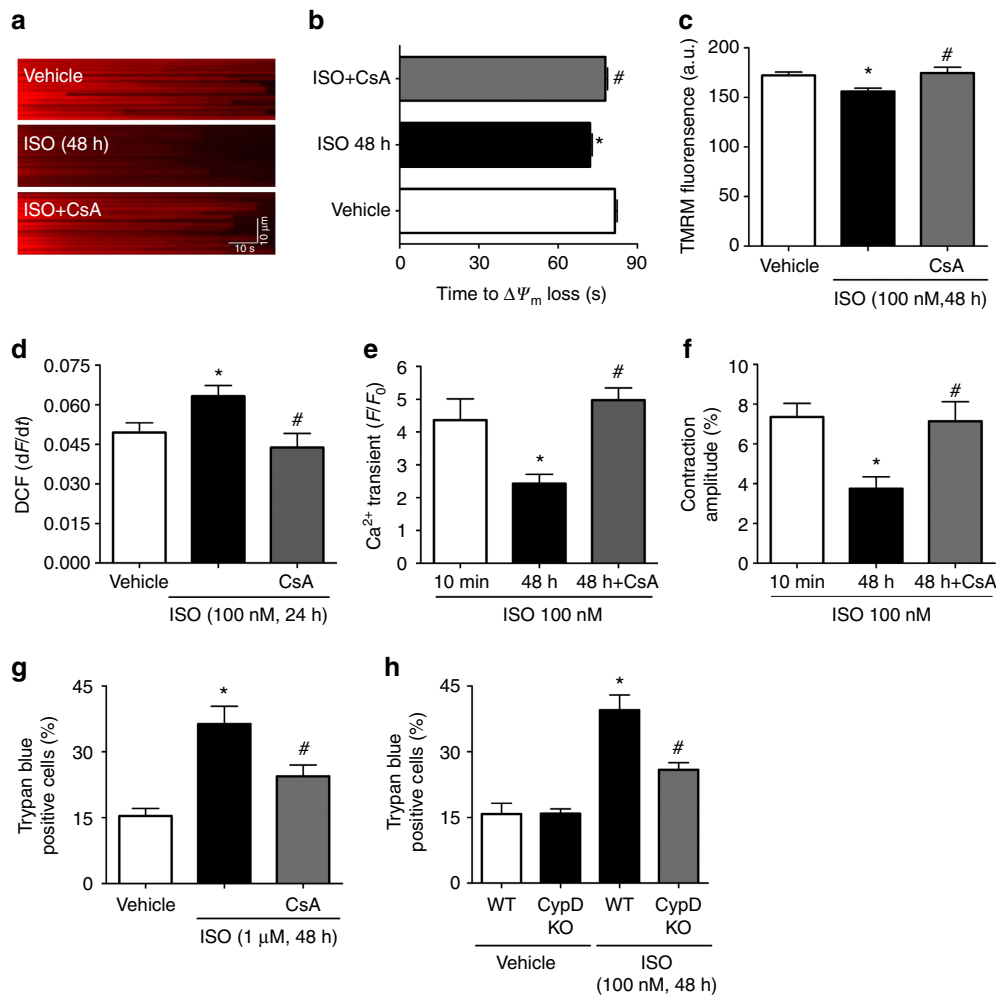 a
Vehicle
ISO (48 h)
ISO+CsA
10 s
10 μm
b
ISO+CsA
ISO 48 h
Vehicle
#
*
0 30 60 90
Time to ΔΨm loss (s)
c
TMRM fluorensence (a.u.)
200
150
100
50
0
*
#
Vehicle
CsA
ISO (100 nM,48 h)
d
DCF (dF/dt)
0.075
0.060
0.045
0.030
0.015
0.000
*
#
Vehicle
CsA
ISO (100 nM, 24 h)
e
Ca2+ transient (F/F0)
6
5
4
3
2
1
0
*
#
10 min 48 h 48 h+CsA
ISO 100 nM
f
Contraction
amplitude (%)
10
8
6
4
2
0
*
#
10 min 48 h 48 h+CsA
ISO 100 nM
g
Trypan blue
positive cells (%)
45
30
15
0
*
#
Vehicle
CsA
ISO (1 μM, 48 h)
h
Trypan blue
positive cells (%)
45
30
15
0
*
#
WT CypD WT CypD
KO KO
Vehicle ISO
(100 nM, 48 h)